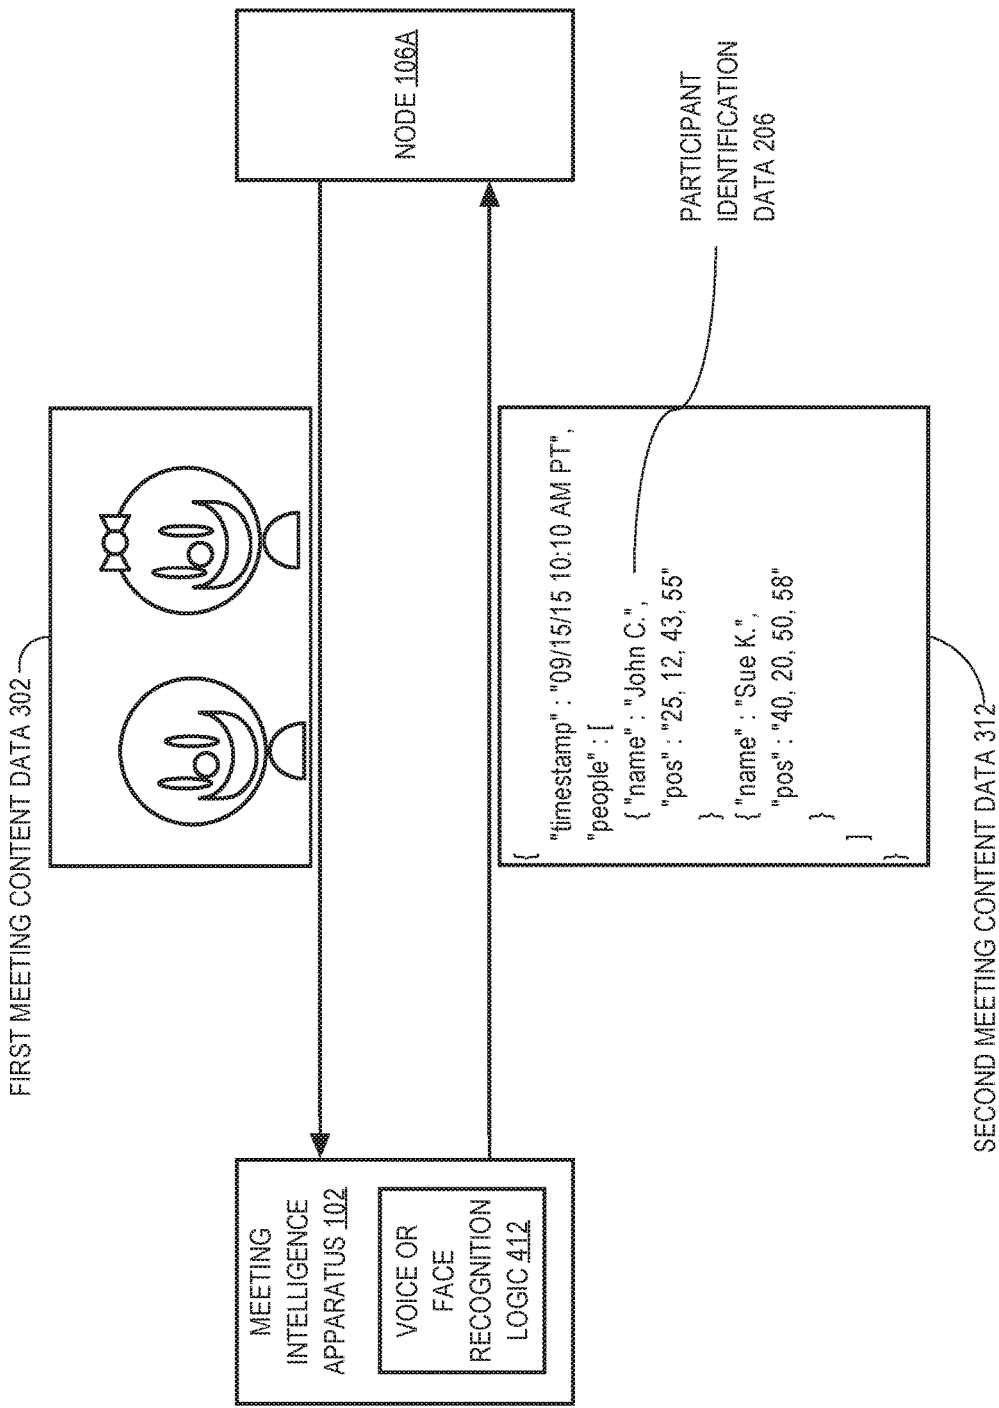 FIRST MEETING CONTENT DATA 302
MEETING
INTELLIGENCE
APPARATUS 102
VOICE OR
FACE
RECOGNITION
LOGIC 412
NODE 106A
{
"timestamp" : "09/15/15 10:10 AM PT",
"people" : [
{ "name" : "John C.",
"pos" : "25, 12, 43, 55"
}
{ "name" : "Sue K.",
"pos" : "40, 20, 50, 58"
}
]
}
PARTICIPANT
IDENTIFICATION
DATA 206
SECOND MEETING CONTENT DATA 312